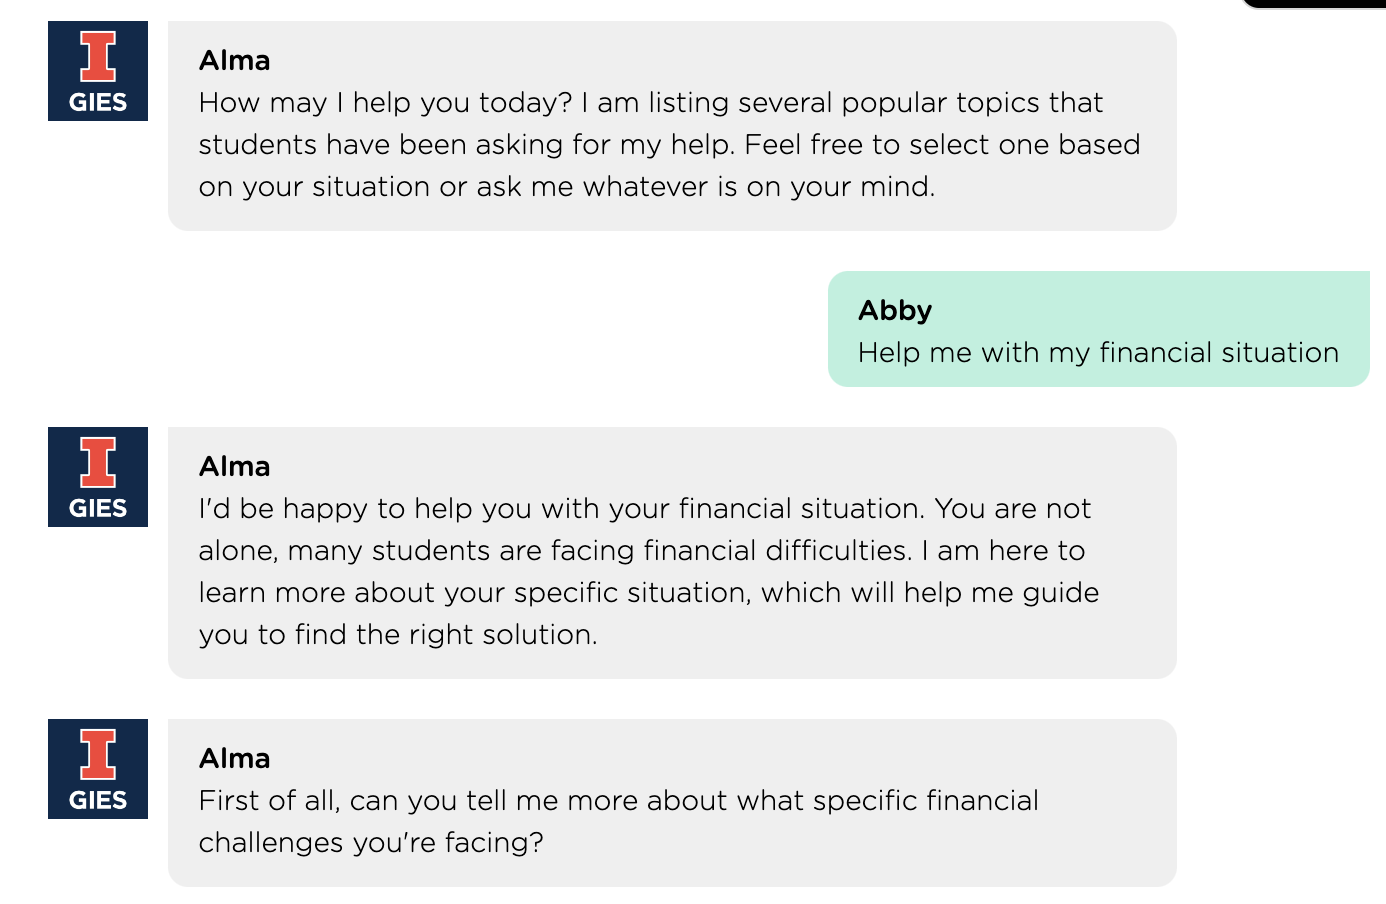 I
GIES
Alma
How may I help you today? I am listing several popular topics that
students have been asking for my help. Feel free to select one based
on your situation or ask me whatever is on your mind.
Abby
Help me with my financial situation
I
GIES
Alma
I'd be happy to help you with your financial situation. You are not
alone, many students are facing financial difficulties. I am here to
learn more about your specific situation, which will help me guide
you to find the right solution.
I
GIES
Alma
First of all, can you tell me more about what specific financial
challenges you're facing?